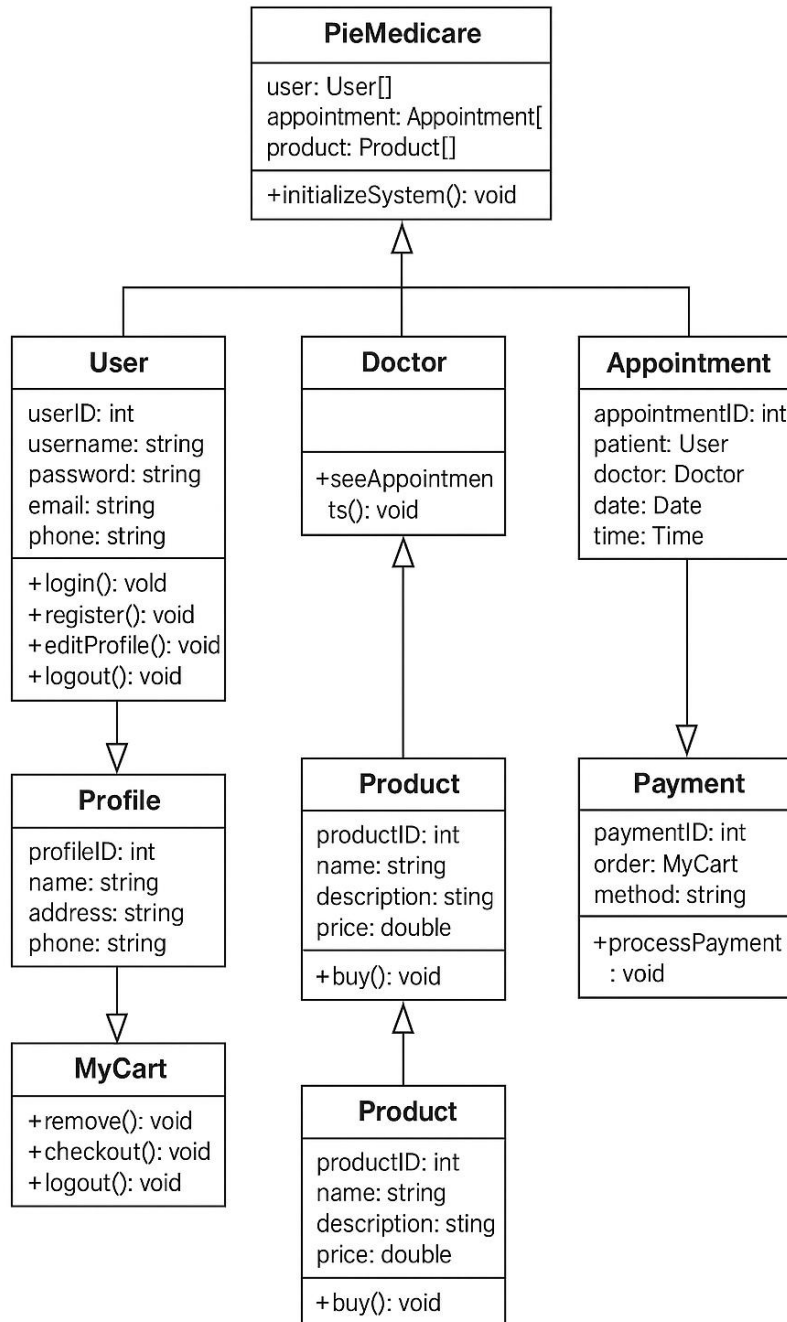 PieMedicare
user: User[]
appointment: Appointment[
product: Product[]
+initializeSystem(): void
User
userID: int
username: string
password: string
email: string
phone: string
+login(): vold
+register(): void
+editProfile(): void
+logout(): void
Doctor
+seeAppointmen
ts(): void
Appointment
appointmentID: int
patient: User
doctor: Doctor
date: Date
time: Time
Profile
profileID: int
name: string
address: string
phone: string
Product
productID: int
name: string
description: sting
price: double
+buy(): void
Payment
paymentID: int
order: MyCart
method: string
+processPayment
: void
MyCart
+remove(): void
+checkout(): void
+logout(): void
Product
productID: int
name: string
description: sting
price: double
+buy(): void